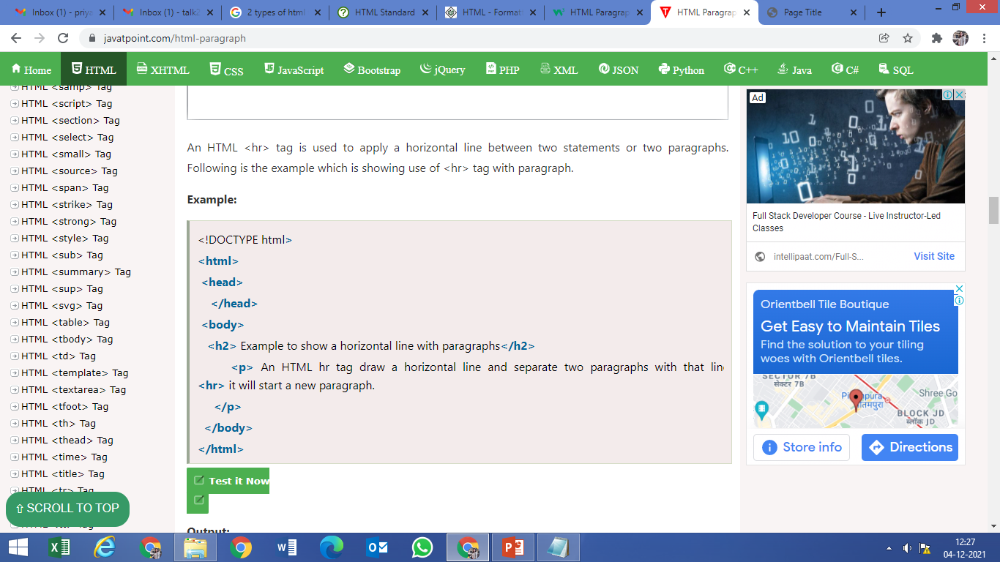 Inbox (1) - priya
Inbox (1) - talk2
2 types of html
HTML Standard
HTML - Format
HTML Paragrap
HTML Paragrap
Page Title
javatpoint.com/html-paragraph
Home
HTML
XHTML
CSS
JavaScript
Bootstrap
jQuery
PHP
XML
JSON
Python
C++
Java
C#
SQL
HTML <samp> Tag
HTML <script> Tag
HTML <section> Tag
HTML <select> Tag
HTML <small> Tag
HTML <source> Tag
HTML <span> Tag
HTML <strike> Tag
HTML <strong> Tag
HTML <style> Tag
HTML <sub> Tag
HTML <summary> Tag
HTML <sup> Tag
HTML <svg> Tag
HTML <table> Tag
HTML <tbody> Tag
HTML <td> Tag
HTML <template> Tag
HTML <textarea> Tag
HTML <tfoot> Tag
HTML <th> Tag
HTML <thead> Tag
HTML <time> Tag
HTML <title> Tag
HTML <tr> Tag
⇧ SCROLL TO TOP
An HTML <hr> tag is used to apply a horizontal line between two statements or two paragraphs.
Following is the example which is showing use of <hr> tag with paragraph.
Example:
<!DOCTYPE html>
<html>
<head>
</head>
<body>
<h2> Example to show a horizontal line with paragraphs</h2>
<p> An HTML hr tag draw a horizontal line and separate two paragraphs with that line
<hr> it will start a new paragraph.
</p>
</body>
</html>
Test it Now
Output:
Ad
Full Stack Developer Course - Live Instructor-Led
Classes
intellipaat.com/Full-S...
Visit Site
Orientbell Tile Boutique
Get Easy to Maintain Tiles
Find the solution to your tiling
woes with Orientbell tiles.
SECTOR 7B
सेक्टर 7B
Shree Go
BLOCK JD
ब्लॉक JD
Store info
Directions
12:27
04-12-2021